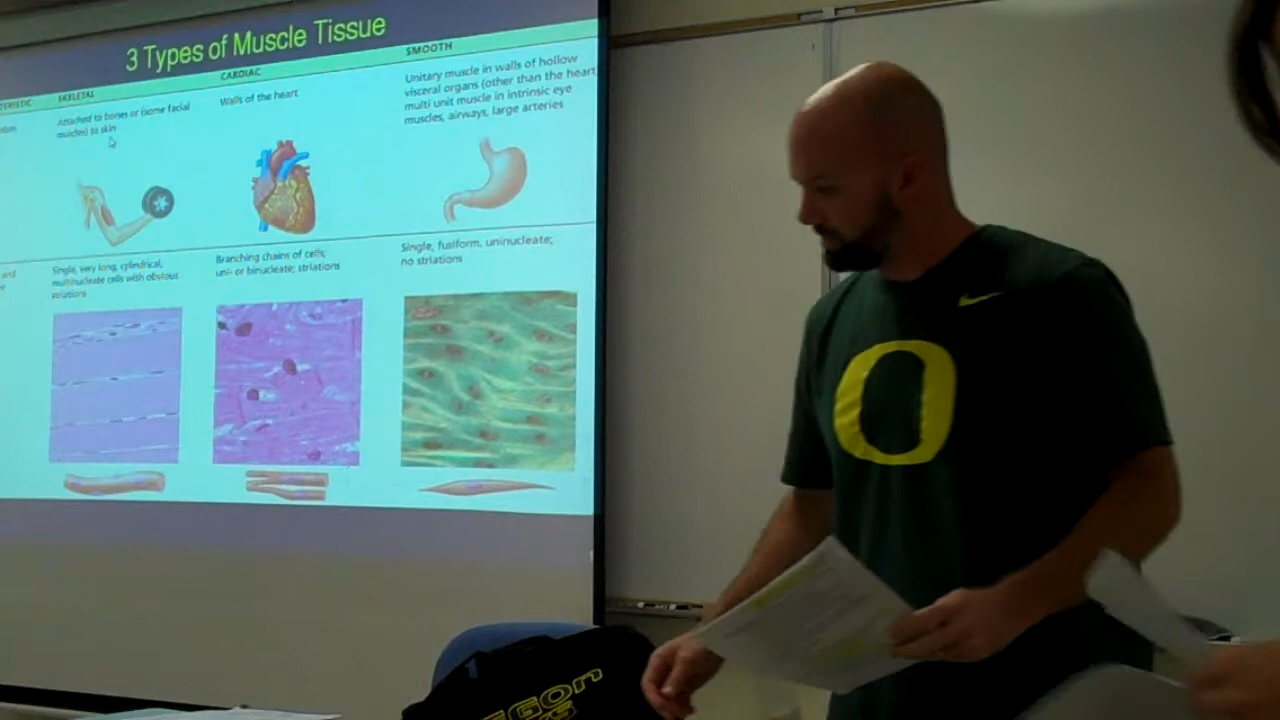 3 Types of Muscle Tissue
TERISTIC SKELETAL CARDIAC SMOOTH
Attached to bones or (some facial
muscles) to skin
Walls of the heart
Unitary muscle in walls of hollow
visceral organs (other than the heart
multi unit muscle in intrinsic eye
muscles, airways, large arteries
and
Single, very long, cylindrical,
multinucleate cells with obvious
striations
Branching chains of cells;
uni- or binucleate; striations
Single, fusiform, uninucleate;
no striations
O